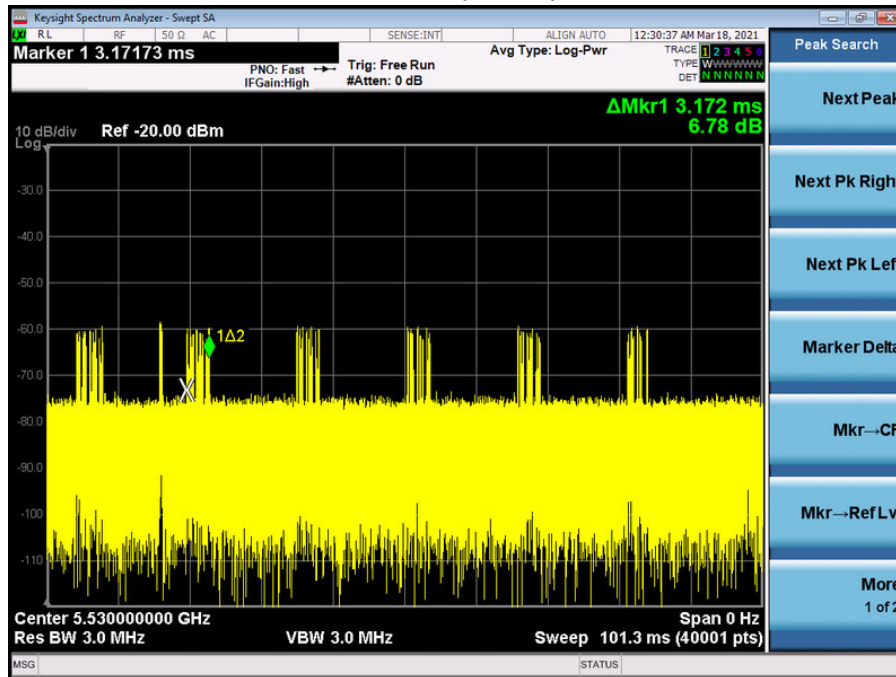 Keysight Spectrum Analyzer - Swept SA
LXI RL RF 50 Ω AC SENSE:INT ALIGN AUTO 12:30:37 AM Mar 18, 2021
Marker 1 3.17173 ms
PNO: Fast
IFGain:High
Trig: Free Run
#Atten: 0 dB
Avg Type: Log-Pwr
TRACE 1 2 3 4 5 6
TYPE WWWWWW
DET N N N N N N
Peak Search
ΔMkr1 3.172 ms
6.78 dB
10 dB/div Ref -20.00 dBm
Log
-30.0
-40.0
-50.0
-60.0
-70.0
-80.0
-90.0
-100
-110
1Δ2
X
Center 5.530000000 GHz Span 0 Hz
Res BW 3.0 MHz VBW 3.0 MHz Sweep 101.3 ms (40001 pts)
MSG STATUS
Next Peak
Next Pk Righ
Next Pk Lef
Marker Delta
Mkr→CF
Mkr→Ref Lv
More
1 of 2